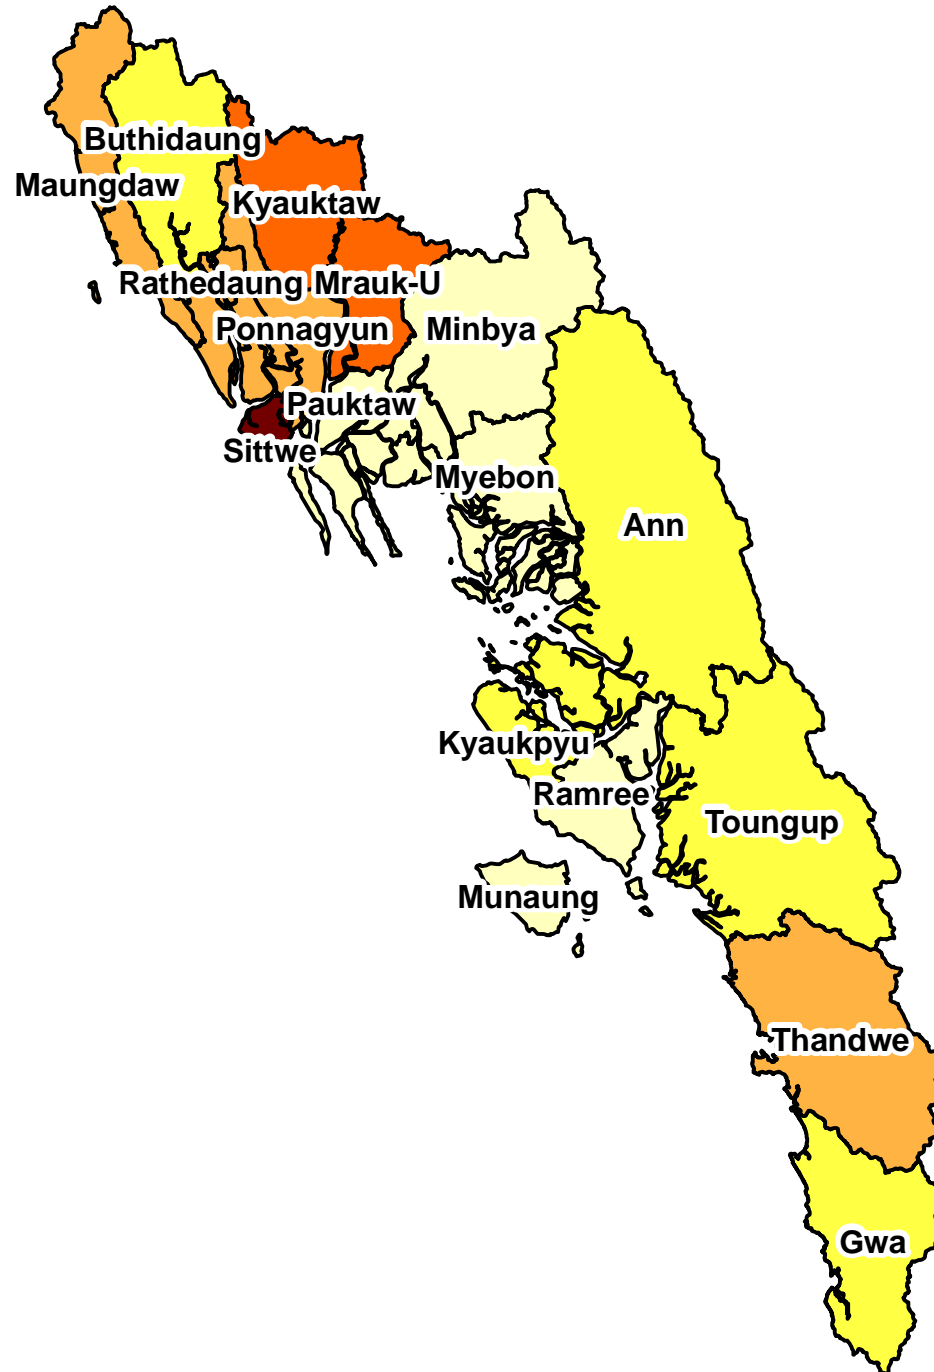 Buthidaung
Maungdaw
Kyauktaw
Rathedaung
Mrauk-U
Ponnagyun
Minbya
Pauktaw
Sittwe
Myebon
Ann
Kyaukpyu
Ramree
Toungup
Munaung
Thandwe
Gwa